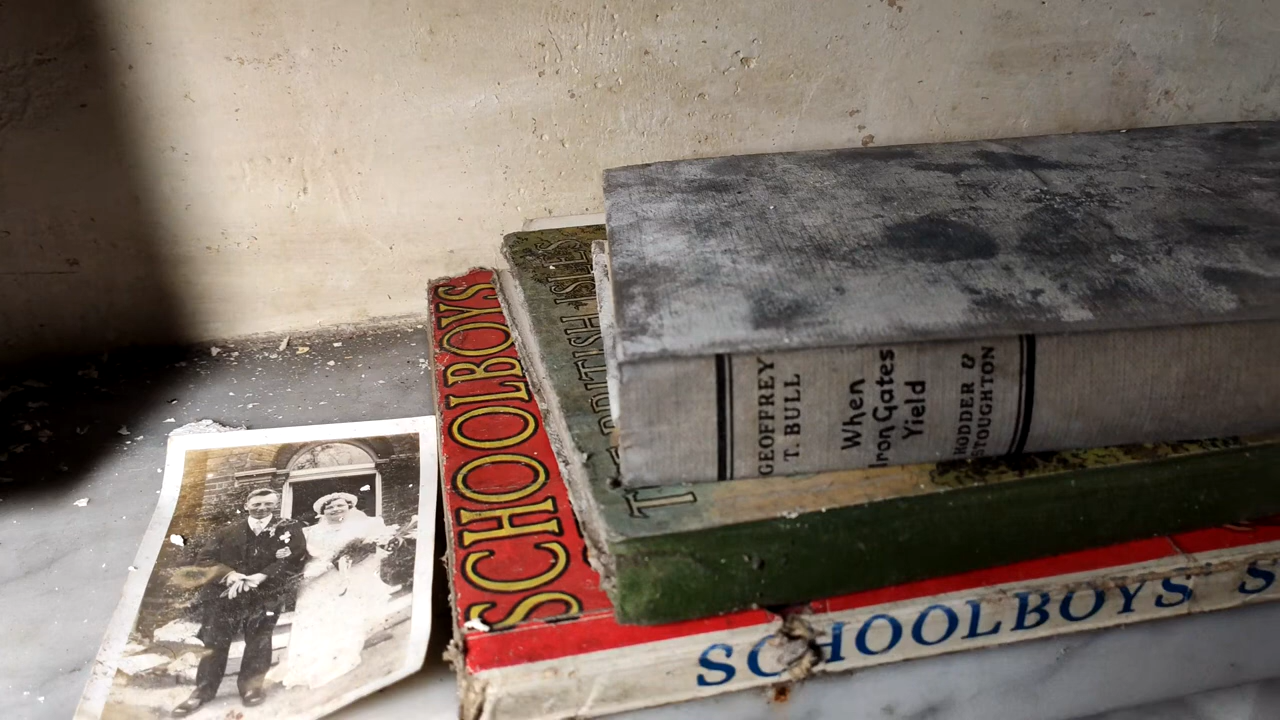 SCHOOLBOYS'
BRITISH ISLES
GEOFFREY
T. BULL
When
Iron Gates
Yield
HODDER &
STOUGHTON
SCHOOLBOYS' S